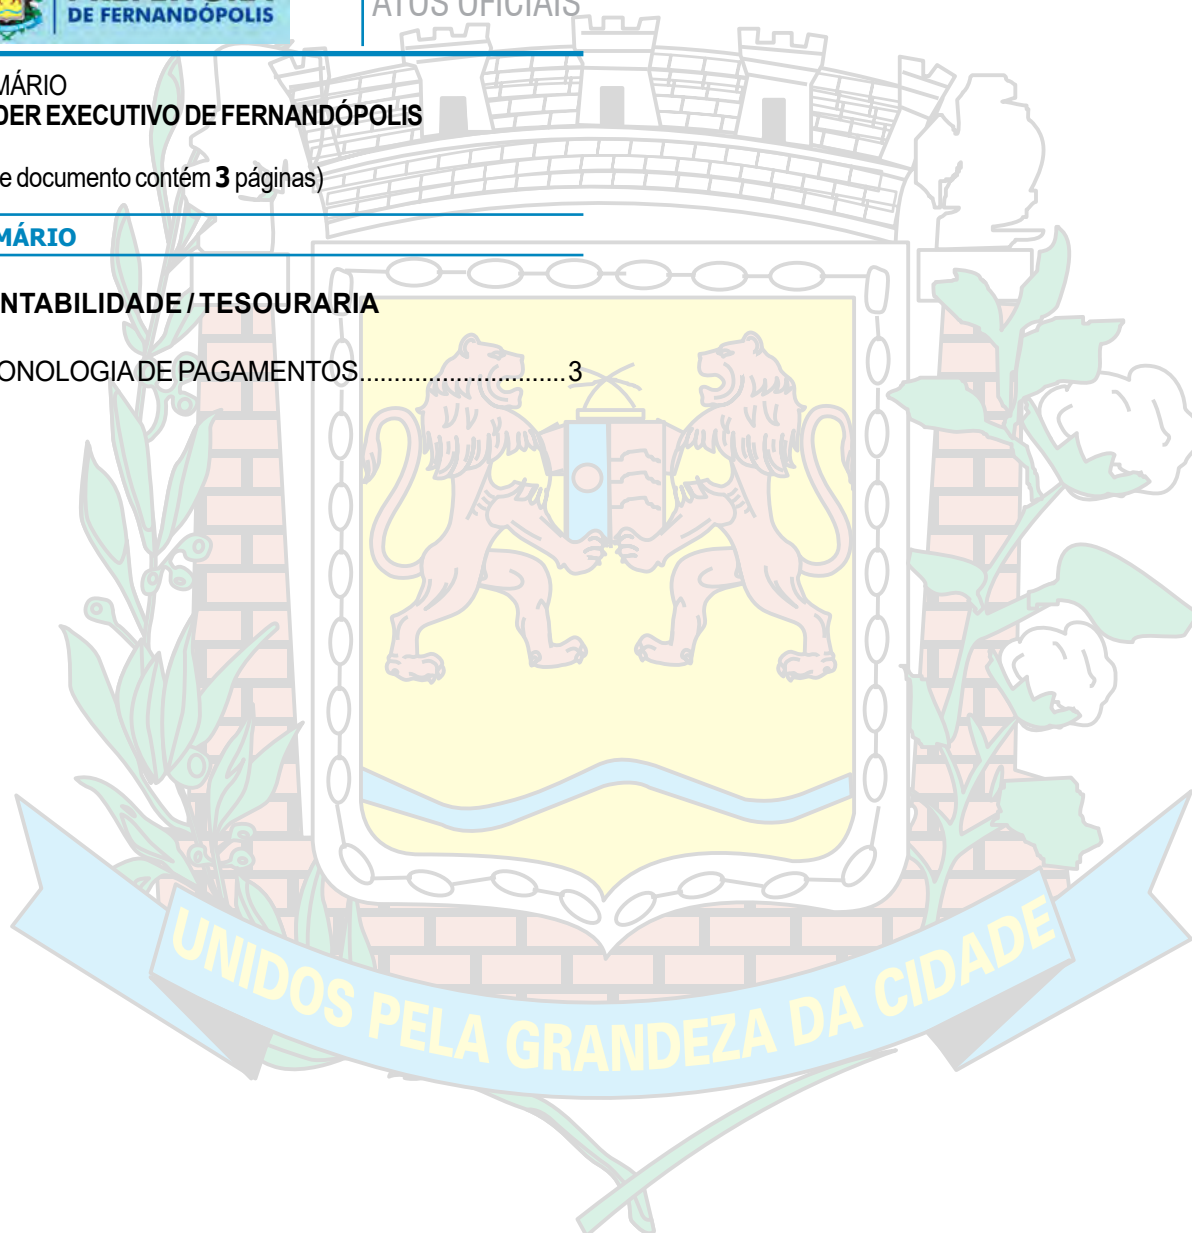 DE FERNANDÓPOLIS
ATOS OFICIAIS
MÁRIO
DER EXECUTIVO DE FERNANDÓPOLIS
e documento contém 3 páginas)
MÁRIO
NTABILIDADE / TESOURARIA
ONOLOGIA DE PAGAMENTOS..............................3
UNIDOS PELA GRANDEZA DA CIDADE